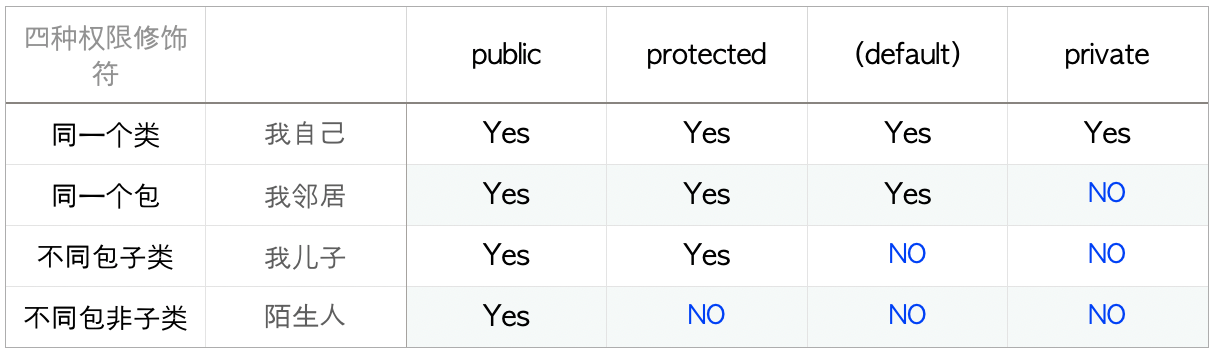 四种权限修饰
符
public protected (default) private
同一个类 我自己 Yes Yes Yes Yes
同一个包 我邻居 Yes Yes Yes NO
不同包子类 我儿子 Yes Yes NO NO
不同包非子类 陌生人 Yes NO NO NO